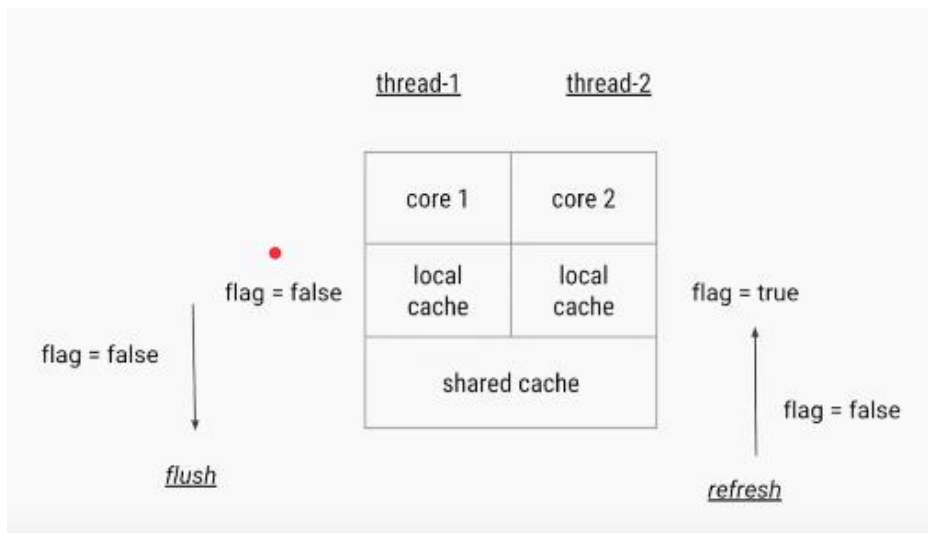 thread-1 thread-2
core 1 core 2
local
cache
local
cache
flag = false
flag = true
flag = false
shared cache
flag = false
flush
refresh